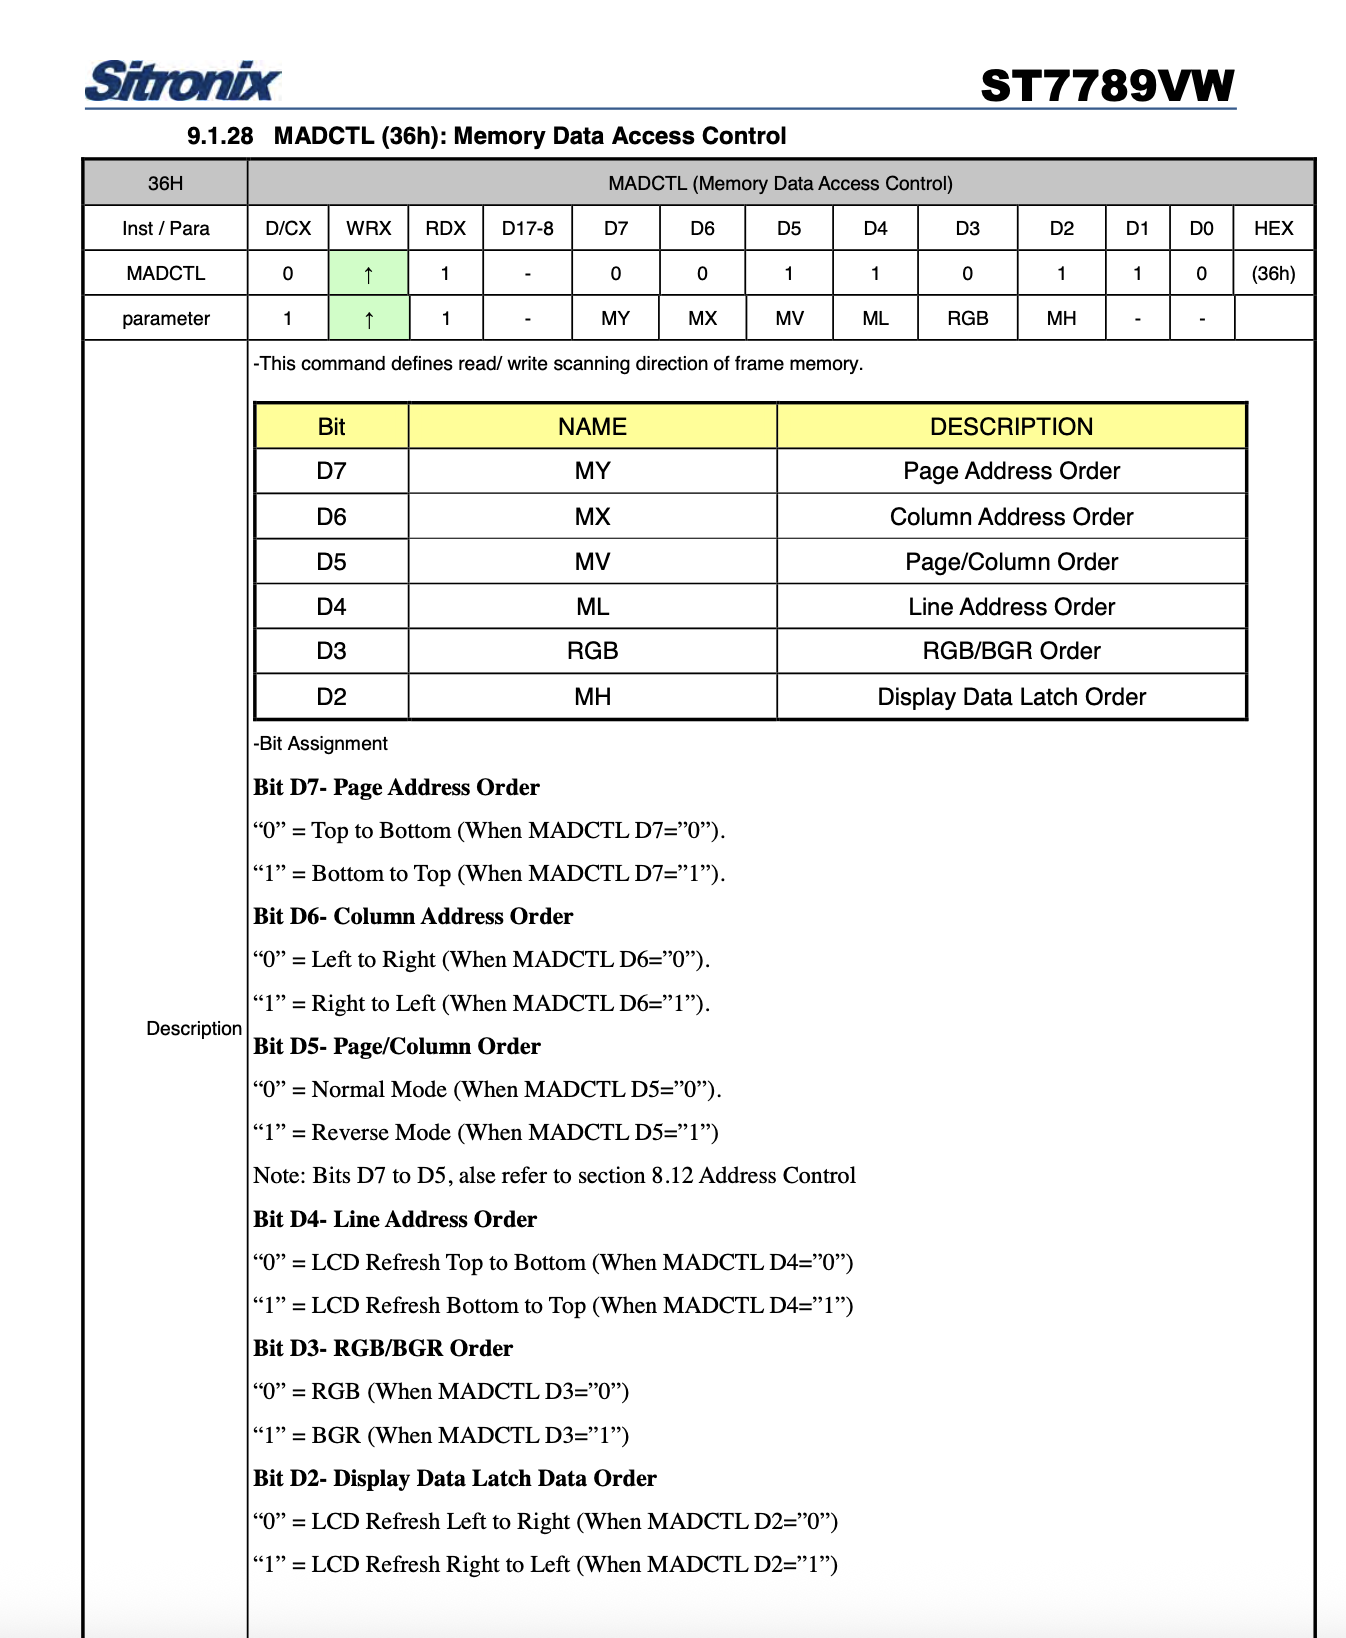 Sitronix
ST7789VW
9.1.28 MADCTL (36h): Memory Data Access Control
36H MADCTL (Memory Data Access Control)
Inst / Para D/CX WRX RDX D17-8 D7 D6 D5 D4 D3 D2 D1 D0 HEX
MADCTL 0 ↑ 1 - 0 0 1 1 0 1 1 0 (36h)
parameter 1 ↑ 1 - MY MX MV ML RGB MH - -
-This command defines read/ write scanning direction of frame memory.
Bit NAME DESCRIPTION
D7 MY Page Address Order
D6 MX Column Address Order
D5 MV Page/Column Order
D4 ML Line Address Order
D3 RGB RGB/BGR Order
D2 MH Display Data Latch Order
-Bit Assignment
Bit D7- Page Address Order
“0” = Top to Bottom (When MADCTL D7=”0”).
“1” = Bottom to Top (When MADCTL D7=”1”).
Bit D6- Column Address Order
“0” = Left to Right (When MADCTL D6=”0”).
“1” = Right to Left (When MADCTL D6=”1”).
Description
Bit D5- Page/Column Order
“0” = Normal Mode (When MADCTL D5=”0”).
“1” = Reverse Mode (When MADCTL D5=”1”)
Note: Bits D7 to D5, alse refer to section 8.12 Address Control
Bit D4- Line Address Order
“0” = LCD Refresh Top to Bottom (When MADCTL D4=”0”)
“1” = LCD Refresh Bottom to Top (When MADCTL D4=”1”)
Bit D3- RGB/BGR Order
“0” = RGB (When MADCTL D3=”0”)
“1” = BGR (When MADCTL D3=”1”)
Bit D2- Display Data Latch Data Order
“0” = LCD Refresh Left to Right (When MADCTL D2=”0”)
“1” = LCD Refresh Right to Left (When MADCTL D2=”1”)